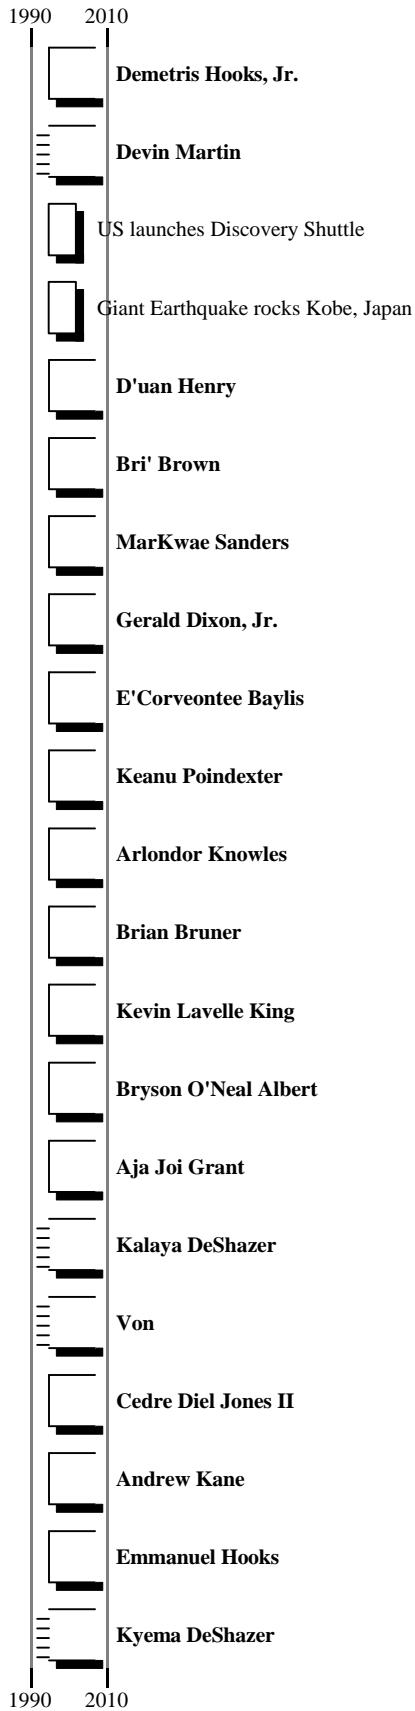 1990 2010
Demetris Hooks, Jr.
Devin Martin
US launches Discovery Shuttle
Giant Earthquake rocks Kobe, Japan
D'uan Henry
Bri' Brown
MarKwae Sanders
Gerald Dixon, Jr.
E'Corveontee Baylis
Keanu Poindexter
Arlondor Knowles
Brian Bruner
Kevin Lavelle King
Bryson O'Neal Albert
Aja Joi Grant
Kalaya DeShazer
Von
Cedre Diel Jones II
Andrew Kane
Emmanuel Hooks
Kyema DeShazer
1990 2010